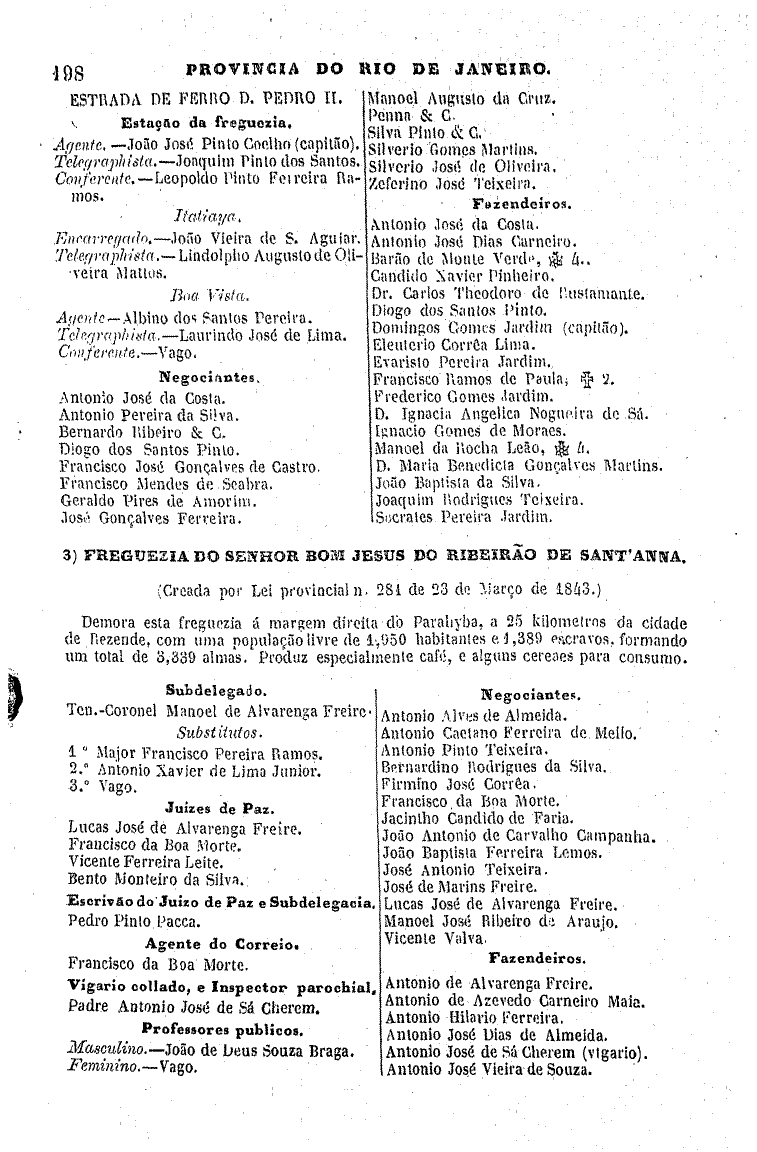 198
PROVINCIA DO RIO DE JANEIRO.
ESTRADA DE FERRO D. PEDRO II.
Estação da freguezia.
Agente.—João José Pinto Coelho (capitão).
Telegraphista.—Joaquim Pinto dos Santos.
Conferente.—Leopoldo Pinto Ferreira Ra-
mos.
Itatiaya.
Encarregado.—João Vieira de S. Aguiar.
Telegraphista.—Lindolpho Augusto de Oli-
veira Mattos.
Boa Vista.
Agente—Albino dos Santos Pereira.
Telegraphista.—Laurindo José de Lima.
Conferente.—Vago.
Negociantes.
Antonio José da Costa.
Antonio Pereira da Silva.
Bernardo Ribeiro & C.
Diogo dos Santos Pinto.
Francisco José Gonçalves de Castro.
Francisco Mendes de Seabra.
Geraldo Pires de Amorim.
José Gonçalves Ferreira.
Manoel Augusto da Cruz.
Penna & C.
Silva Pinto & C.
Silverio Gomes Martins.
Silverio José de Oliveira.
Zeferino José Teixeira.
Fazendeiros.
Antonio José da Costa.
Antonio José Dias Carneiro.
Barão de Monte Verde, 4..
Candido Xavier Pinheiro.
Dr. Carlos Theodoro de Bustamante.
Diogo dos Santos Pinto.
Domingos Gomes Jardim (capitão).
Eleuterio Corrêa Lima.
Evaristo Pereira Jardim.
Francisco Ramos de Paula, 2.
Frederico Gomes Jardim.
D. Ignacia Angelica Nogueira de Sá.
Ignacio Gomes de Moraes.
Manoel da Rocha Leão, 4.
D. Maria Benedicta Gonçalves Martins.
João Baptista da Silva.
Joaquim Rodrigues Teixeira.
Socrates Pereira Jardim.
3) FREGUEZIA DO SENHOR BOM JESUS DO RIBEIRÃO DE SANT'ANNA.
(Creada por Lei provincial n. 281 de 23 de Março de 1843.)
Demora esta freguezia á margem direita do Parahyba, a 25 kilometros da cidade
de Rezende, com uma população livre de 1,950 habitantes e 1,389 escravos, formando
um total de 3,339 almas. Produz especialmente café, e alguns cereaes para consumo.
Subdelegado.
Ten.-Coronel Manoel de Alvarenga Freire.
Substitutos.
1º Major Francisco Pereira Ramos.
2.º Antonio Xavier de Lima Junior.
3.º Vago.
Juizes de Paz.
Lucas José de Alvarenga Freire.
Francisco da Boa Morte.
Vicente Ferreira Leite.
Bento Monteiro da Silva.
Escrivão do Juizo de Paz e Subdelegacia.
Pedro Pinto Pacca.
Agente do Correio.
Francisco da Boa Morte.
Vigario collado, e Inspector parochial.
Padre Antonio José de Sá Cherem.
Professores publicos.
Masculino.—João de Deus Souza Braga.
Feminino.—Vago.
Negociantes.
Antonio Alves de Almeida.
Antonio Caetano Ferreira de Mello.
Antonio Pinto Teixeira.
Bernardino Rodrigues da Silva.
Firmino José Corrêa.
Francisco da Boa Morte.
Jacintho Candido de Faria.
João Antonio de Carvalho Campanha.
João Baptista Ferreira Lemos.
José Antonio Teixeira.
José de Marins Freire.
Lucas José de Alvarenga Freire.
Manoel José Ribeiro de Araujo.
Vicente Valva.
Fazendeiros.
Antonio de Alvarenga Freire.
Antonio de Azevedo Carneiro Maia.
Antonio Hilario Ferreira.
Antonio José Dias de Almeida.
Antonio José de Sá Cherem (vigario).
Antonio José Vieira de Souza.